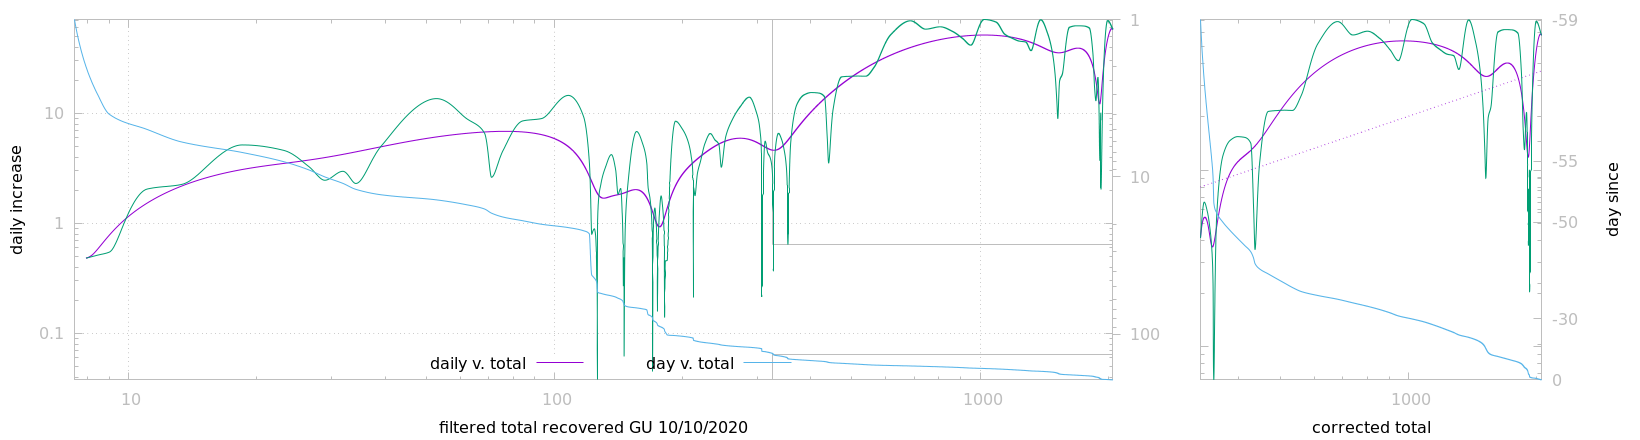 daily increase
10
1
0.1
daily v. total
day v. total
10
100
1000
filtered total recovered GU 10/10/2020
1
10
100
1000
corrected total
-59
-55
-50
-30
0
day since